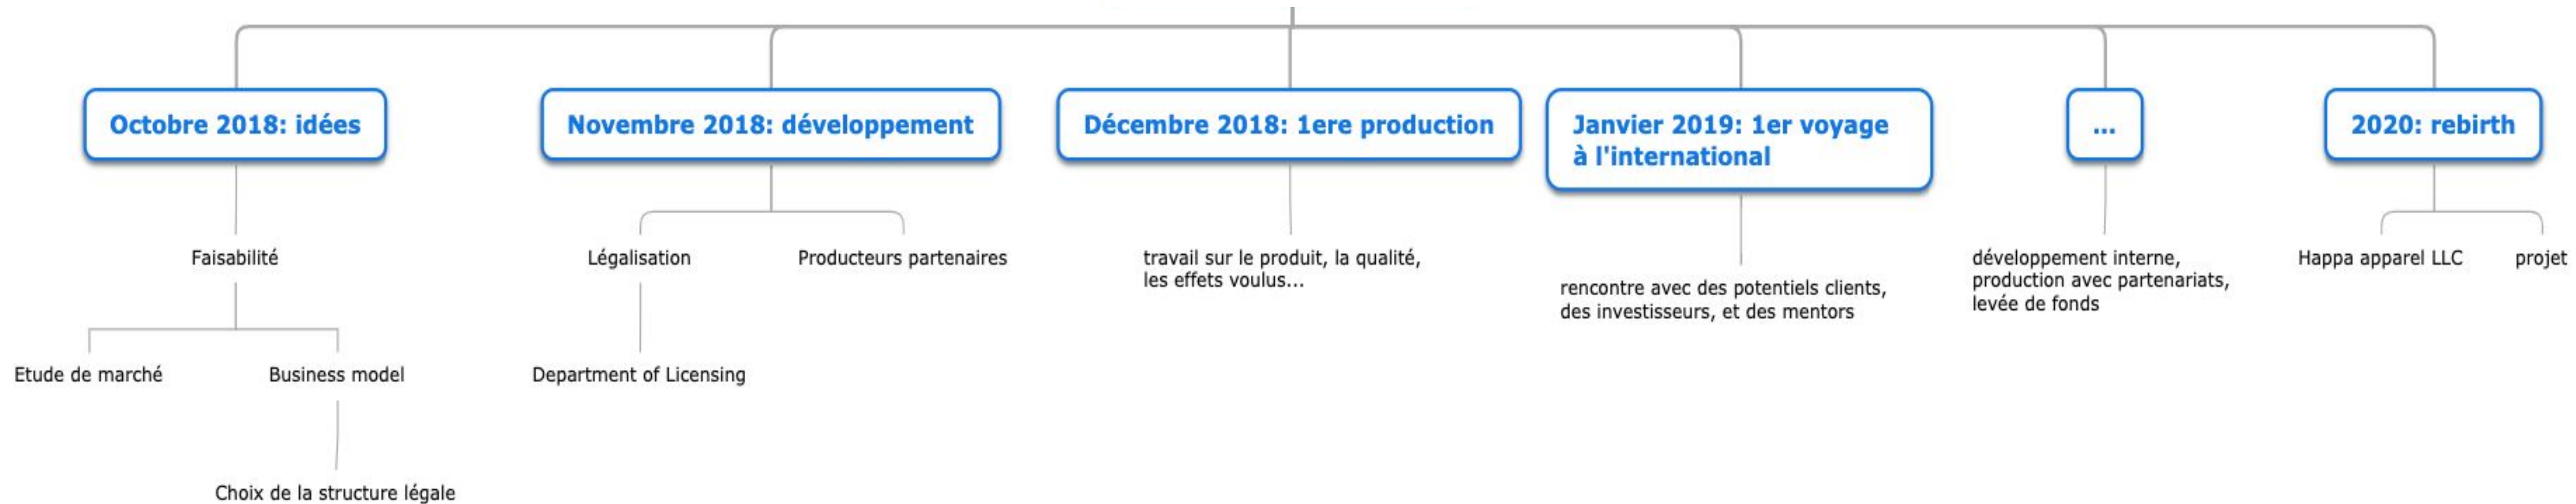 Octobre 2018: idées
Novembre 2018: développement
Décembre 2018: 1ere production
Janvier 2019: 1er voyage
à l'international
...
2020: rebirth
Faisabilité
Légalisation
Producteurs partenaires
travail sur le produit, la qualité,
les effets voulus...
rencontre avec des potentiels clients,
des investisseurs, et des mentors
développement interne,
production avec partenariats,
levée de fonds
Happa apparel LLC
projet
Etude de marché
Business model
Department of Licensing
Choix de la structure légale